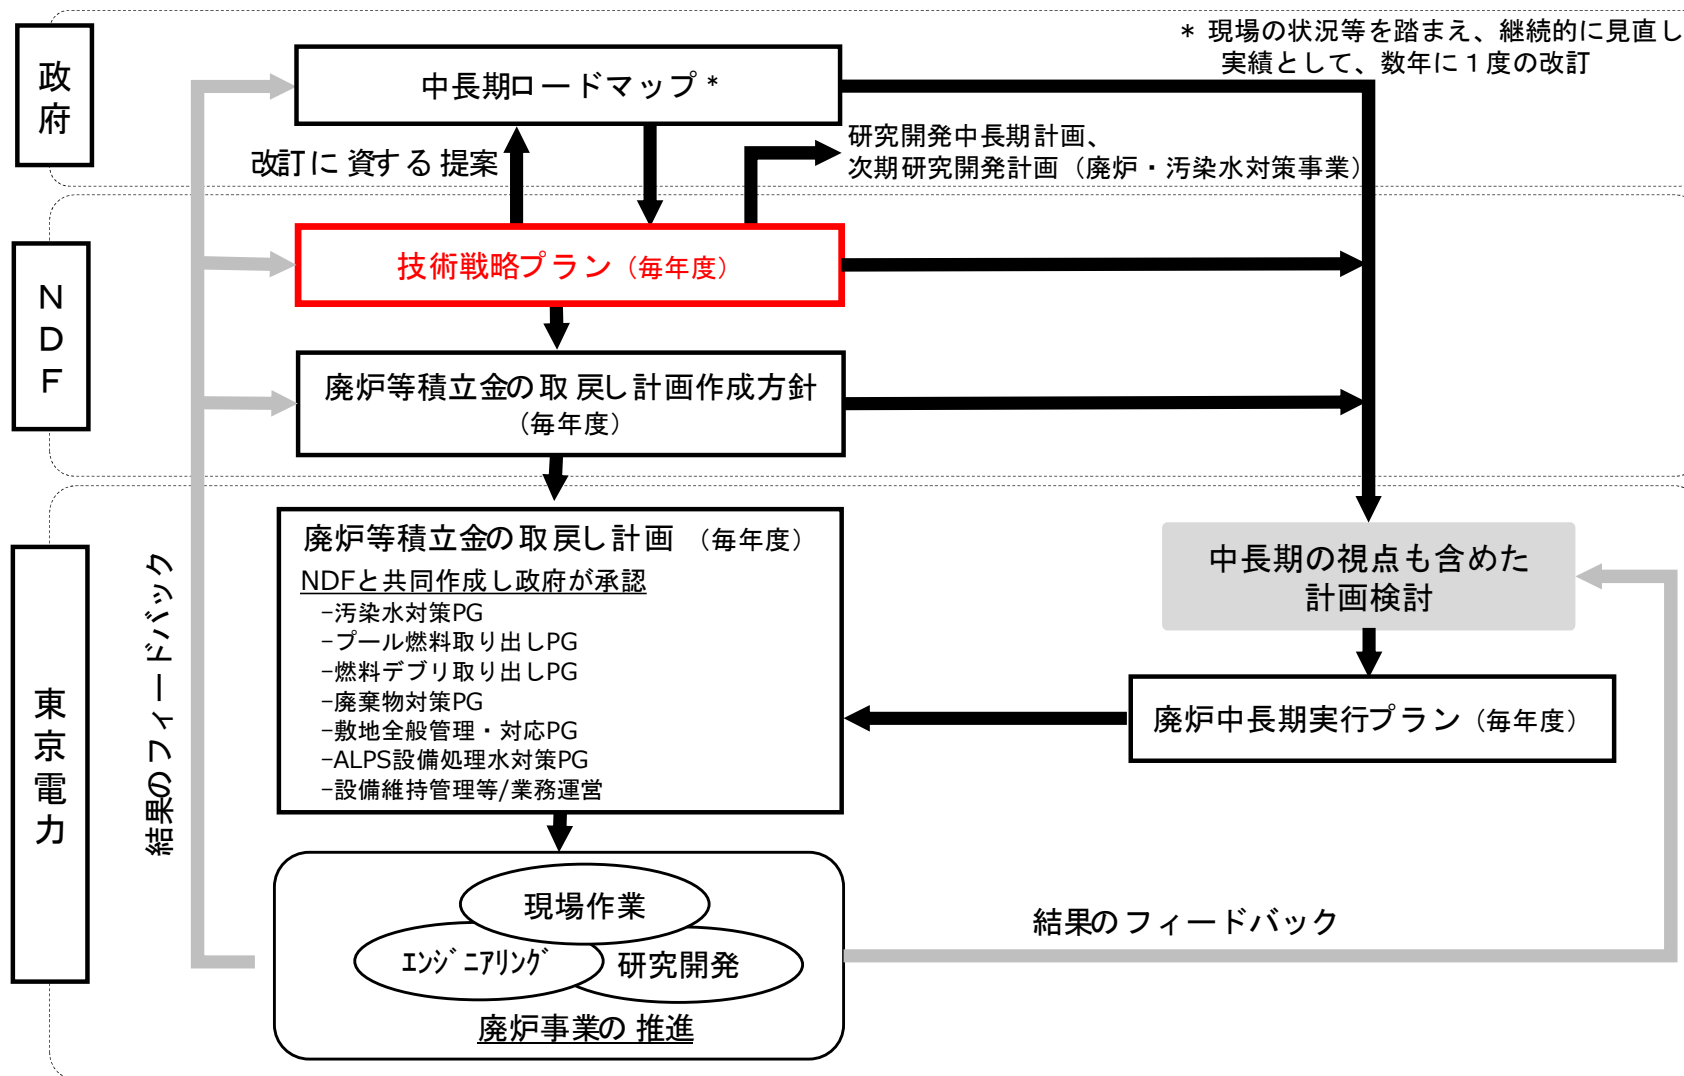 政府
中長期ロードマップ *
* 現場の状況等を踏まえ、継続的に見直し
実績として、数年に1度の改訂
改訂に資する提案
研究開発中長期計画、
次期研究開発計画（廃炉・汚染水対策事業）
NDF
技術戦略プラン（毎年度）
廃炉等積立金の取戻し計画作成方針
（毎年度）
東京電力
結果のフィードバック
廃炉等積立金の取戻し計画 （毎年度）
NDFと共同作成し政府が承認
-汚染水対策PG
-プール燃料取り出しPG
-燃料デブリ取り出しPG
-廃棄物対策PG
-敷地全般管理・対応PG
-ALPS設備処理水対策PG
-設備維持管理等/業務運営
中長期の視点も含めた
計画検討
廃炉中長期実行プラン（毎年度）
現場作業
エンジニアリング
研究開発
廃炉事業の推進
結果のフィードバック